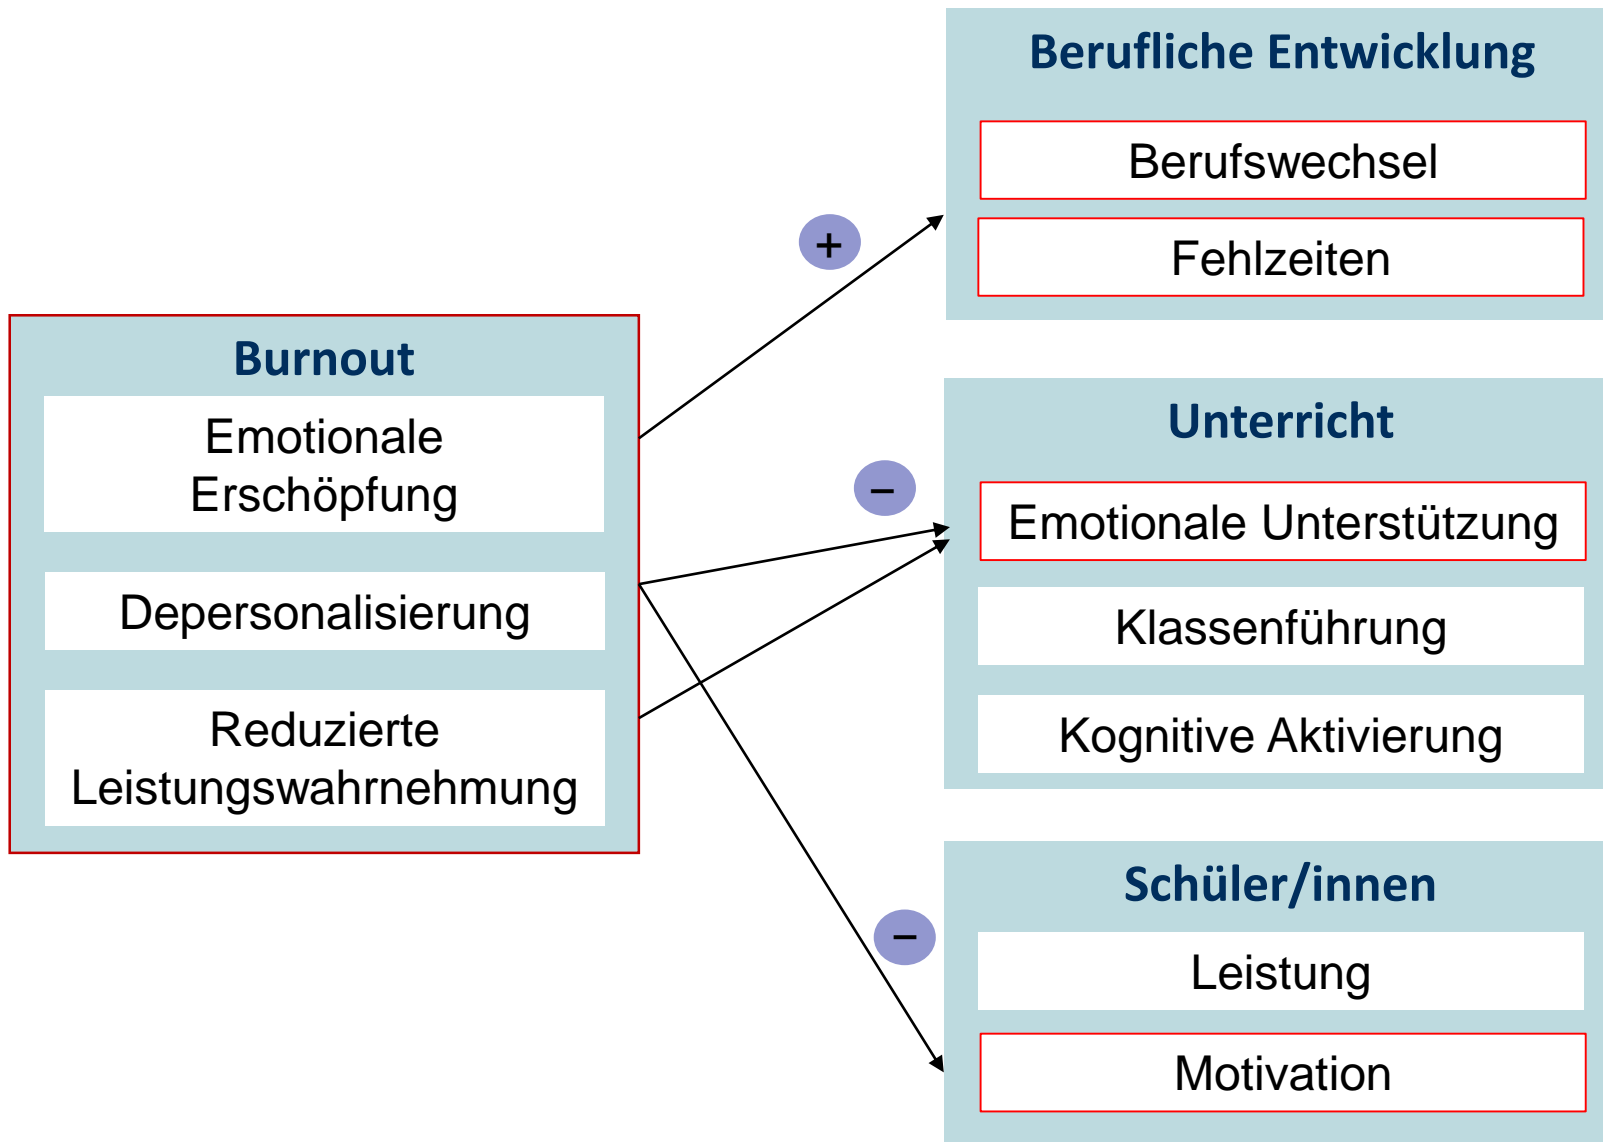 Berufliche Entwicklung
Berufswechsel
Fehlzeiten
+
Burnout
Emotionale
Erschöpfung
Depersonalisierung
Reduzierte
Leistungswahrnehmung
Unterricht
–
Emotionale Unterstützung
Klassenführung
Kognitive Aktivierung
Schüler/innen
–
Leistung
Motivation